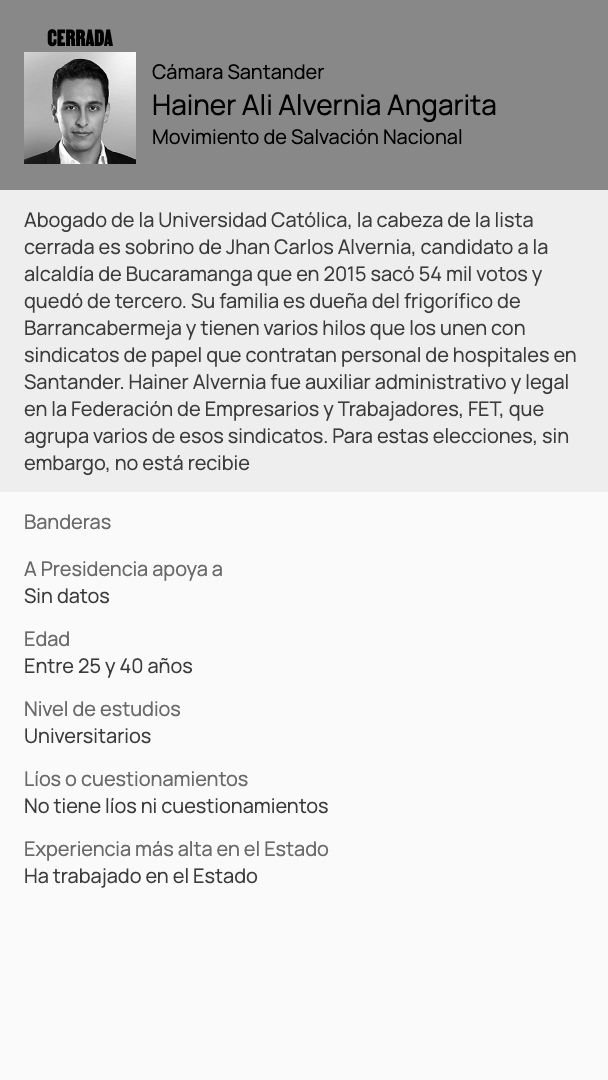 CERRADA
Cámara Santander
Hainer Ali Alvernia Angarita
Movimiento de Salvación Nacional
Abogado de la Universidad Católica, la cabeza de la lista
cerrada es sobrino de Jhan Carlos Alvernia, candidato a la
alcaldía de Bucaramanga que en 2015 sacó 54 mil votos y
quedó de tercero. Su familia es dueña del frigorífico de
Barrancabermeja y tienen varios hilos que los unen con
sindicatos de papel que contratan personal de hospitales en
Santander. Hainer Alvernia fue auxiliar administrativo y legal
en la Federación de Empresarios y Trabajadores, FET, que
agrupa varios de esos sindicatos. Para estas elecciones, sin
embargo, no está recibie
Banderas
A Presidencia apoya a
Sin datos
Edad
Entre 25 y 40 años
Nivel de estudios
Universitarios
Líos o cuestionamientos
No tiene líos ni cuestionamientos
Experiencia más alta en el Estado
Ha trabajado en el Estado